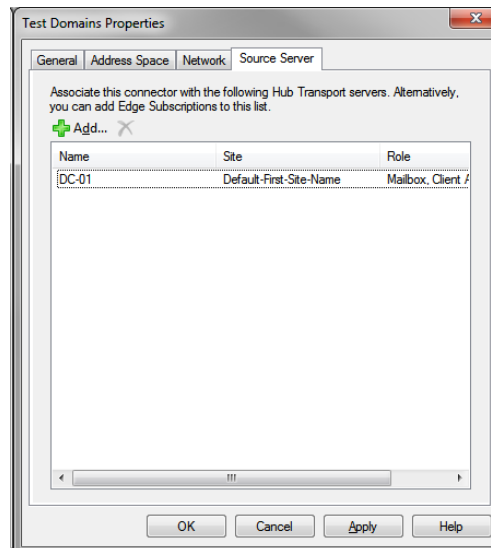 Test Domains Properties
General Address Space Network Source Server
Associate this connector with the following Hub Transport servers. Alternatively,
you can add Edge Subscriptions to this list.
Add...
Name Site Role
DC-01 Default-First-Site-Name Mailbox, Client A
OK Cancel Apply Help